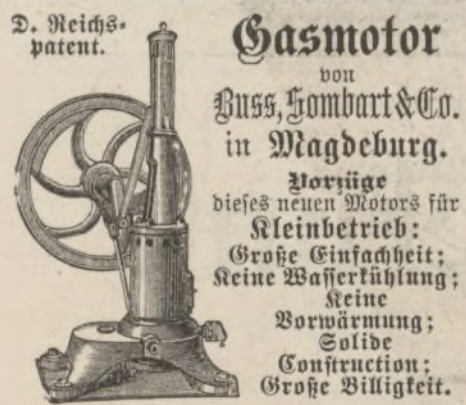 D. Reichs-
patent.
Gasmotor
von
Buss, Sombart & Co.
in Magdeburg.
Vorzüge
dieses neuen Motors für
Kleinbetrieb:
Große Einfachheit;
Keine Wasserkühlung;
Keine
Vorwärmung;
Solide
Construction;
Große Billigkeit.